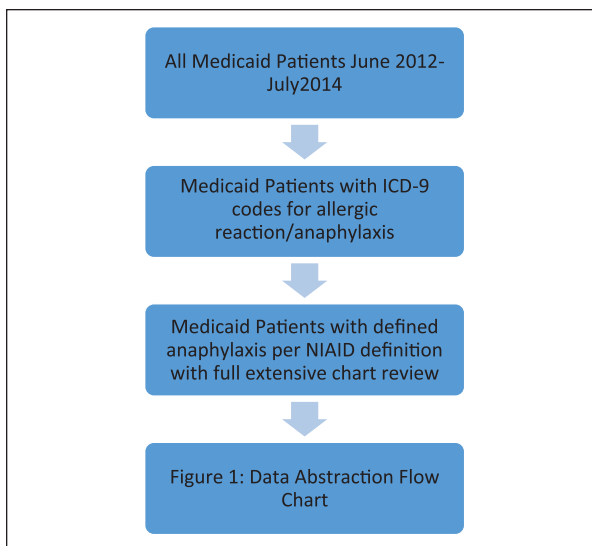 All Medicaid Patients June 2012-
July2014
Medicaid Patients with ICD-9
codes for allergic
reaction/anaphylaxis
Medicaid Patients with defined
anaphylaxis per NIAID definition
with full extensive chart review
Figure 1: Data Abstraction Flow
Chart